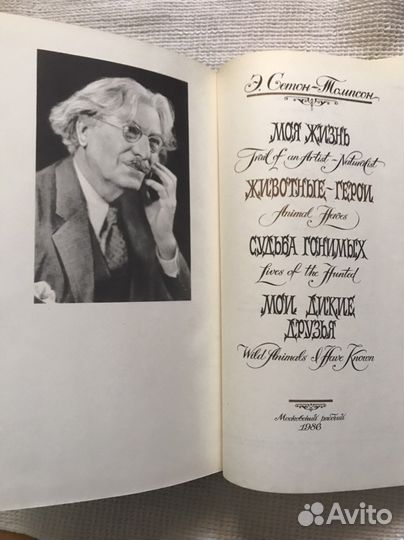 Э. Сетон-Томпсон
МОЯ ЖИЗНЬ
Trail of an Artist-Naturalist
ЖИВОТНЫЕ-ГЕРОИ
Animal Heroes
СУДЬБА ГОНИМЫХ
Lives of the Hunted
МОИ ДИКИЕ
ДРУЗЬЯ
Wild Animals I Have Known
Московский рабочий
1986
Avito